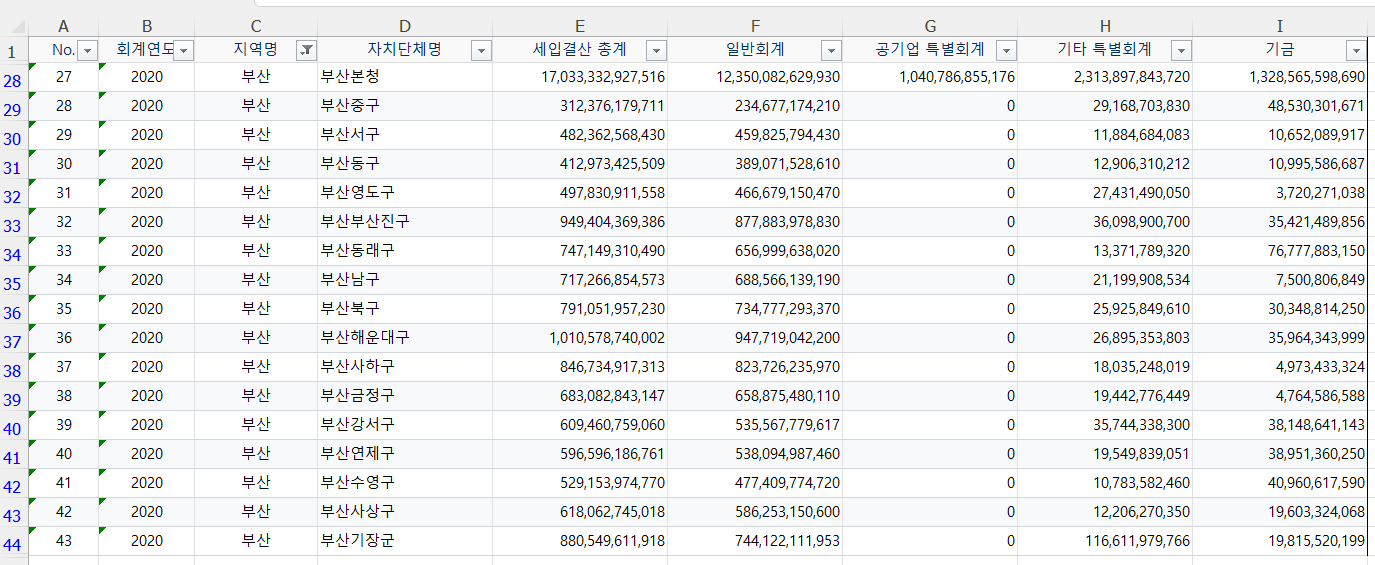 A B C D E F G H I
1 No. 회계연도 지역명 자치단체명 세입결산 총계 일반회계 공기업 특별회계 기타 특별회계 기금
28 27 2020 부산 부산본청 17,033,332,927,516 12,350,082,629,930 1,040,786,855,176 2,313,897,843,720 1,328,565,598,690
29 28 2020 부산 부산중구 312,376,179,711 234,677,174,210 0 29,168,703,830 48,530,301,671
30 29 2020 부산 부산서구 482,362,568,430 459,825,794,430 0 11,884,684,083 10,652,089,917
31 30 2020 부산 부산동구 412,973,425,509 389,071,528,610 0 12,906,310,212 10,995,586,687
32 31 2020 부산 부산영도구 497,830,911,558 466,679,150,470 0 27,431,490,050 3,720,271,038
33 32 2020 부산 부산부산진구 949,404,369,386 877,883,978,830 0 36,098,900,700 35,421,489,856
34 33 2020 부산 부산동래구 747,149,310,490 656,999,638,020 0 13,371,789,320 76,777,883,150
35 34 2020 부산 부산남구 717,266,854,573 688,566,139,190 0 21,199,908,534 7,500,806,849
36 35 2020 부산 부산북구 791,051,957,230 734,777,293,370 0 25,925,849,610 30,348,814,250
37 36 2020 부산 부산해운대구 1,010,578,740,002 947,719,042,200 0 26,895,353,803 35,964,343,999
38 37 2020 부산 부산사하구 846,734,917,313 823,726,235,970 0 18,035,248,019 4,973,433,324
39 38 2020 부산 부산금정구 683,082,843,147 658,875,480,110 0 19,442,776,449 4,764,586,588
40 39 2020 부산 부산강서구 609,460,759,060 535,567,779,617 0 35,744,338,300 38,148,641,143
41 40 2020 부산 부산연제구 596,596,186,761 538,094,987,460 0 19,549,839,051 38,951,360,250
42 41 2020 부산 부산수영구 529,153,974,770 477,409,774,720 0 10,783,582,460 40,960,617,590
43 42 2020 부산 부산사상구 618,062,745,018 586,253,150,600 0 12,206,270,350 19,603,324,068
44 43 2020 부산 부산기장군 880,549,611,918 744,122,111,953 0 116,611,979,766 19,815,520,199